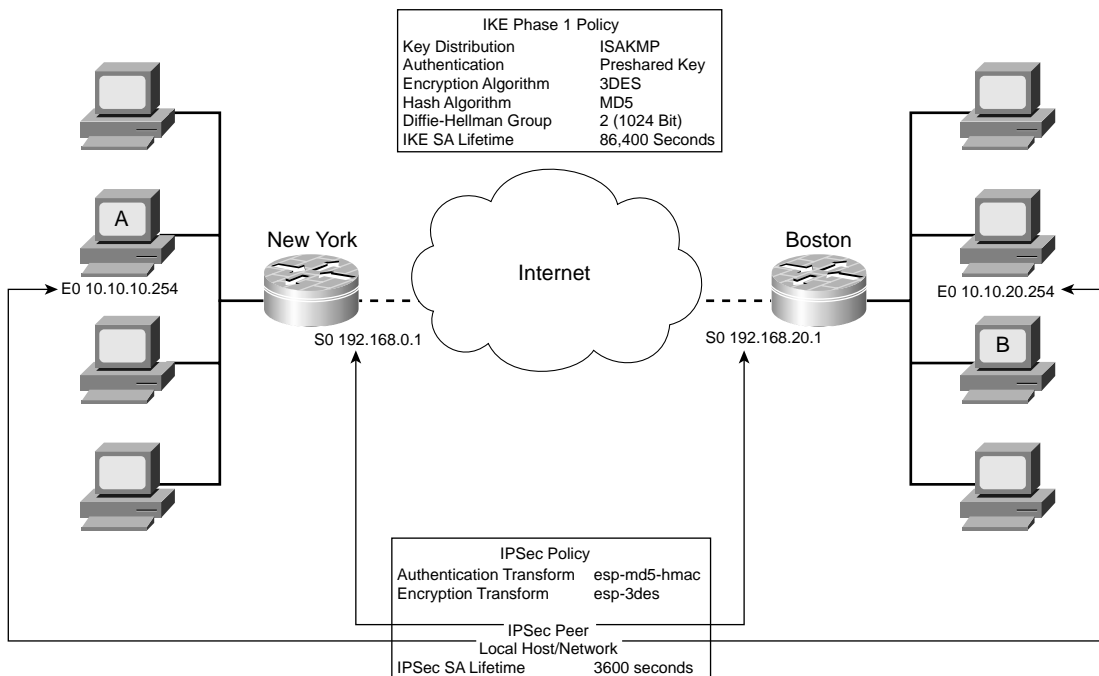 IKE Phase 1 Policy
Key Distribution ISAKMP
Authentication Preshared Key
Encryption Algorithm 3DES
Hash Algorithm MD5
Diffie-Hellman Group 2 (1024 Bit)
IKE SA Lifetime 86,400 Seconds
A
New York
Internet
Boston
E0 10.10.10.254
E0 10.10.20.254
S0 192.168.0.1
S0 192.168.20.1
B
IPSec Policy
Authentication Transform esp-md5-hmac
Encryption Transform esp-3des
IPSec Peer
Local Host/Network
IPSec SA Lifetime 3600 seconds